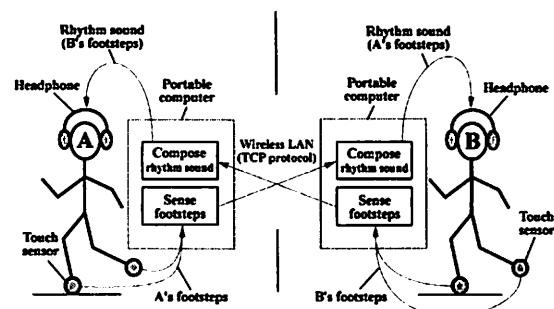 Rhythm sound
(B's footsteps)
Headphone
A
Portable
computer
Compose
rhythm sound
Sense
footsteps
Touch
sensor
A's footsteps
Wireless LAN
(TCP protocol)
Rhythm sound
(A's footsteps)
Portable
computer
Headphone
B
Compose
rhythm sound
Sense
footsteps
Touch
sensor
B's footsteps